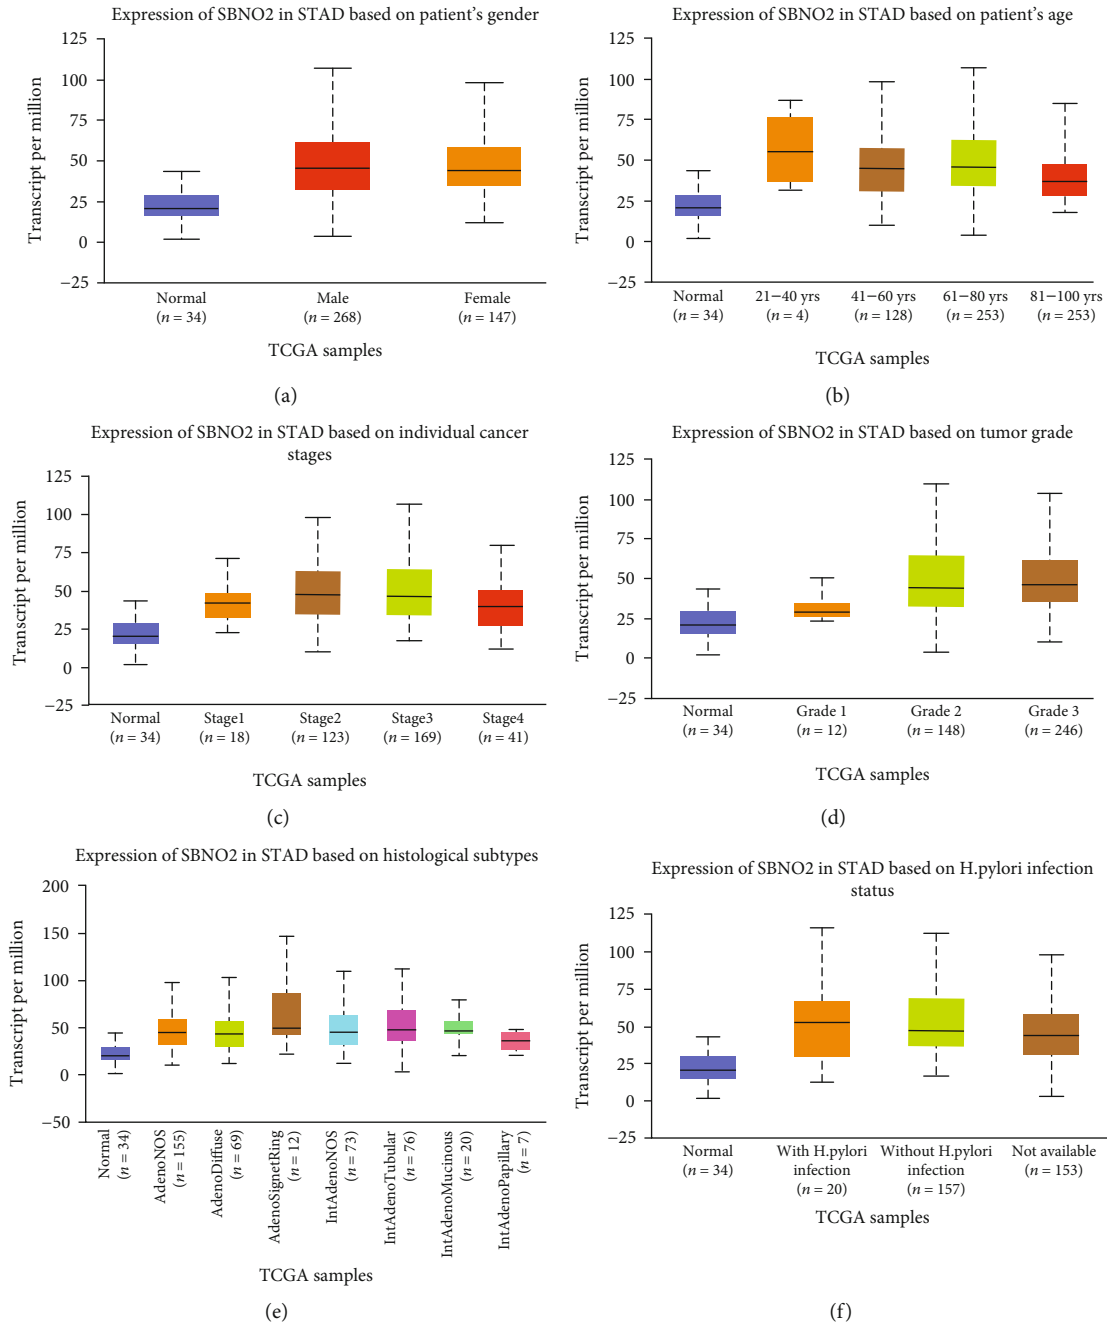 Expression of SBNO2 in STAD based on patient's gender
125
100
75
50
25
0
−25
Transcript per million
Normal
(n = 34)
Male
(n = 268)
Female
(n = 147)
TCGA samples
(a)
Expression of SBNO2 in STAD based on patient's age
125
100
75
50
25
0
−25
Transcript per million
Normal
(n = 34)
21−40 yrs
(n = 4)
41−60 yrs
(n = 128)
61−80 yrs
(n = 253)
81−100 yrs
(n = 253)
TCGA samples
(b)
Expression of SBNO2 in STAD based on individual cancer
stages
125
100
75
50
25
0
−25
Transcript per million
Normal
(n = 34)
Stage1
(n = 18)
Stage2
(n = 123)
Stage3
(n = 169)
Stage4
(n = 41)
TCGA samples
(c)
Expression of SBNO2 in STAD based on tumor grade
125
100
75
50
25
0
−25
Transcript per million
Normal
(n = 34)
Grade 1
(n = 12)
Grade 2
(n = 148)
Grade 3
(n = 246)
TCGA samples
(d)
Expression of SBNO2 in STAD based on histological subtypes
200
150
100
50
0
−50
Transcript per million
Normal
(n = 34)
AdenoNOS
(n = 155)
AdenoDiffuse
(n = 69)
AdenoSignetRing
(n = 12)
IntAdenoNOS
(n = 73)
IntAdenoTubular
(n = 76)
IntAdenoMucinous
(n = 20)
IntAdenoPapillary
(n = 7)
TCGA samples
(e)
Expression of SBNO2 in STAD based on H.pylori infection
status
125
100
75
50
25
0
−25
Transcript per million
Normal
(n = 34)
With H.pylori
infection
(n = 20)
Without H.pylori
infection
(n = 157)
Not available
(n = 153)
TCGA samples
(f)